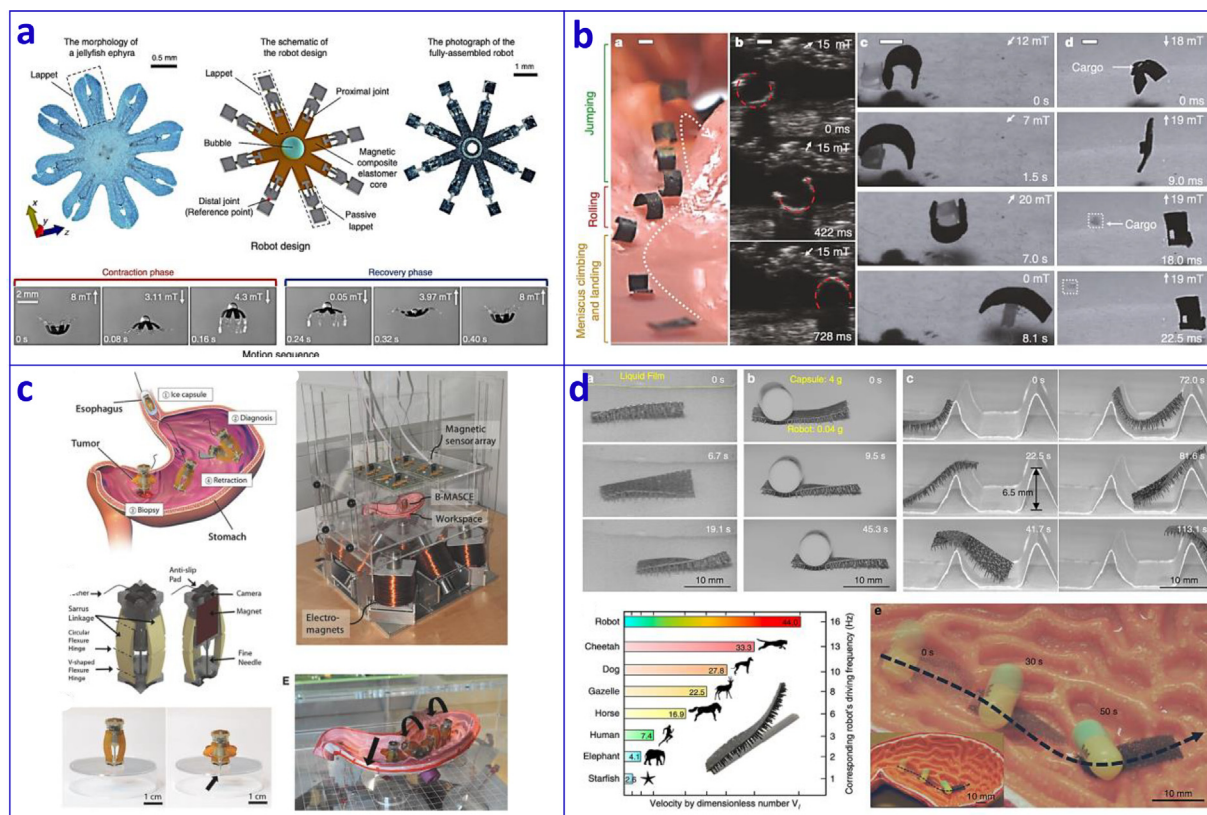 a
The morphology of
a jellyfish ephyra
0.5 mm
Lappet
The schematic of
the robot design
Lappet
Proximal joint
Bubble
Magnetic
composite
elastomer
core
Distal joint
(Reference point)
Passive
lappet
The photograph of the
fully-assembled robot
1 mm
x
y
z
Robot design
Contraction phase
Recovery phase
2 mm
8 mT
0 s
3.11 mT
0.08 s
4.3 mT
0.16 s
0.05 mT
0.24 s
3.97 mT
0.32 s
8 mT
0.40 s
Motion sequence
b
Jumping
Rolling
Meniscus climbing
and landing
a
b
15 mT
0 ms
15 mT
422 ms
15 mT
728 ms
c
12 mT
0 s
7 mT
1.5 s
20 mT
7.0 s
0 mT
8.1 s
d
18 mT
Cargo
0 ms
19 mT
9.0 ms
19 mT
Cargo
18.0 ms
19 mT
22.5 ms
c
Esophagus
① Ice capsule
② Diagnosis
Tumor
④ Retraction
③ Biopsy
Stomach
Magnetic
sensor array
B-MASCE
Workspace
Electro-
magnets
Anti-slip
Pad
Camera
Sarrus
Linkage
Magnet
Circular
Flexure
Hinge
V-shaped
Flexure
Hinge
Fine
Needle
1 cm
1 cm
E
d
a
Liquid Film
0 s
6.7 s
19.1 s
10 mm
b
Capsule: 4 g
0 s
Robot: 0.04 g
9.5 s
45.3 s
10 mm
c
0 s
72.0 s
22.5 s
81.6 s
6.5 mm
41.7 s
113.1 s
10 mm
Robot
44.0
16
Cheetah
33.3
13
Dog
27.8
10
Gazelle
22.5
8
Horse
16.9
6
Human
7.4
3
Elephant
4.1
2
Starfish
2.6
1
Velocity by dimensionless number V
Corresponding robot's driving frequency (Hz)
e
0 s
30 s
50 s
10 mm
10 mm